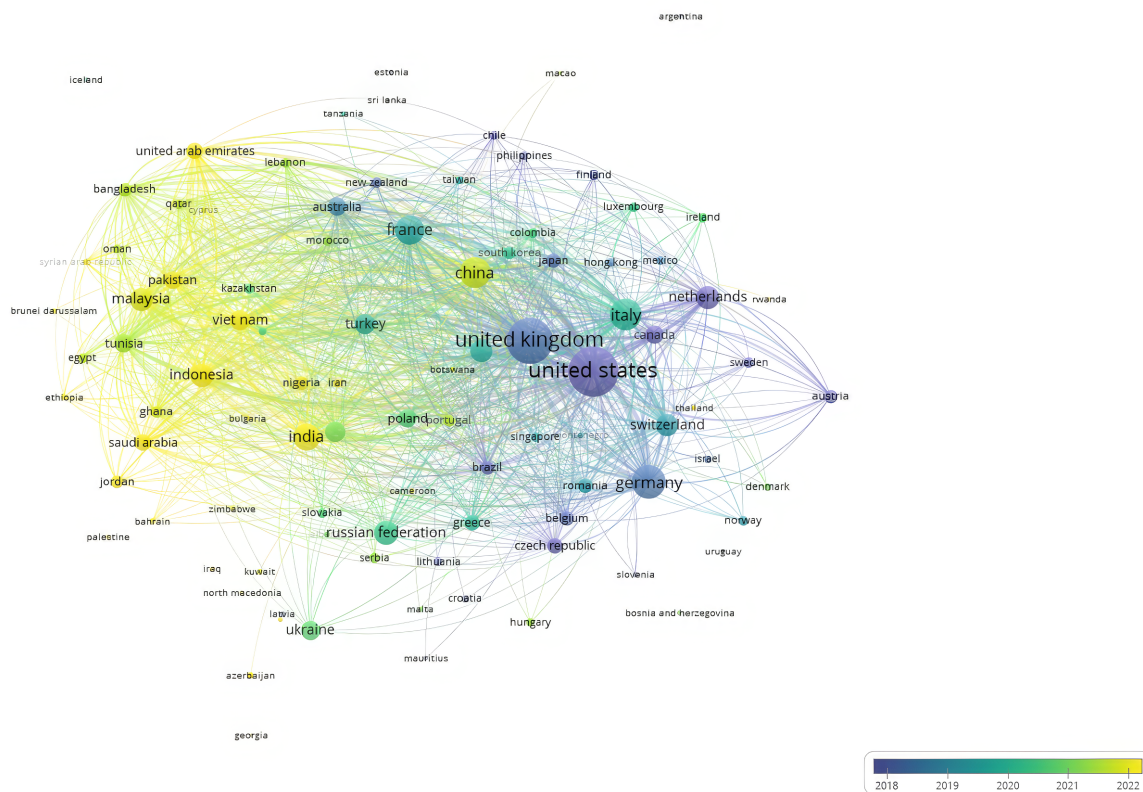 argentina
estonia
macao
iceland
sri lanka
tanzania
chile
united arab emirates
philippines
lebanon
finland
new zealand
taiwan
bangladesh
qatar
cyprus
australia
luxembourg
ireland
france
colombia
morocco
oman
south korea
syrian arab republic
japan
hong kong
mexico
china
pakistan
kazakhstan
malaysia
netherlands
rwanda
brunei darussalam
viet nam
turkey
italy
canada
united kingdom
tunisia
egypt
botswana
united states
sweden
indonesia
nigeria
iran
ethiopia
austria
ghana
bulgaria
poland
portugal
thailand
switzerland
saudi arabia
india
singapore
montenegro
brazil
israel
jordan
romania
germany
denmark
cameroon
bahrain
zimbabwe
slovakia
greece
belgium
norway
palestine
russian federation
czech republic
uruguay
serbia
lithuania
iraq
kuwait
slovenia
north macedonia
croatia
latvia
malta
bosnia and herzegovina
ukraine
hungary
mauritius
azerbaijan
georgia
2018 2019 2020 2021 2022